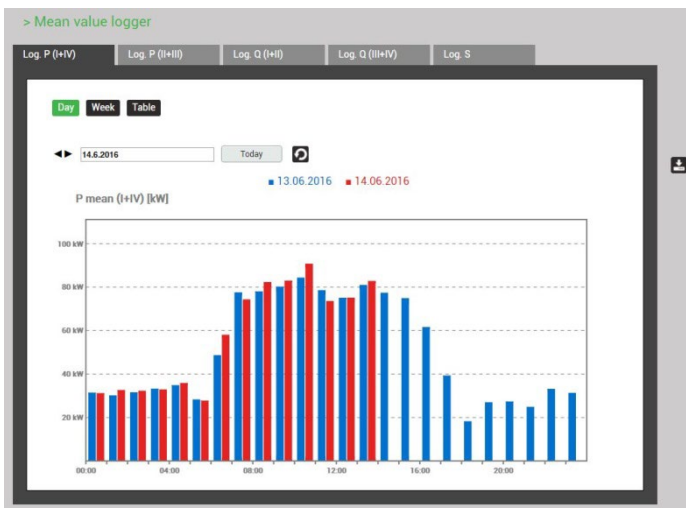 > Mean value logger
Log. P (I+IV) Log. P (II+III) Log. Q (I+II) Log. Q (III+IV) Log. S
Day Week Table
14.6.2016 Today
13.06.2016 14.06.2016
P mean (I+IV) [kW]
100 kW
80 kW
60 kW
40 kW
20 kW
00:00 04:00 08:00 12:00 16:00 20:00